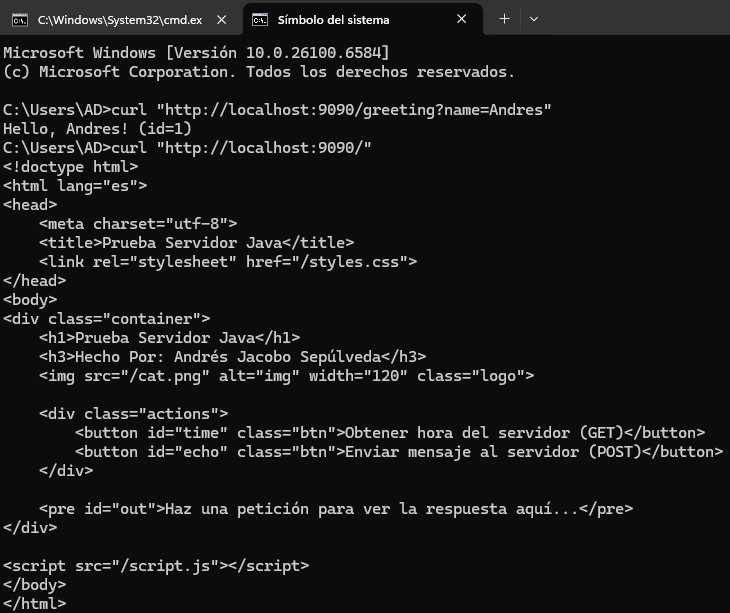 C:\Windows\System32\cmd.ex
Símbolo del sistema
Microsoft Windows [Versión 10.0.26100.6584]
(c) Microsoft Corporation. Todos los derechos reservados.
C:\Users\AD>curl "http://localhost:9090/greeting?name=Andres"
Hello, Andres! (id=1)
C:\Users\AD>curl "http://localhost:9090/"
<!doctype html>
<html lang="es">
<head>
    <meta charset="utf-8">
    <title>Prueba Servidor Java</title>
    <link rel="stylesheet" href="/styles.css">
</head>
<body>
<div class="container">
    <h1>Prueba Servidor Java</h1>
    <h3>Hecho Por: Andrés Jacobo Sepúlveda</h3>
    <img src="/cat.png" alt="img" width="120" class="logo">
    <div class="actions">
        <button id="time" class="btn">Obtener hora del servidor (GET)</button>
        <button id="echo" class="btn">Enviar mensaje al servidor (POST)</button>
    </div>
    <pre id="out">Haz una petición para ver la respuesta aquí...</pre>
</div>
<script src="/script.js"></script>
</body>
</html>